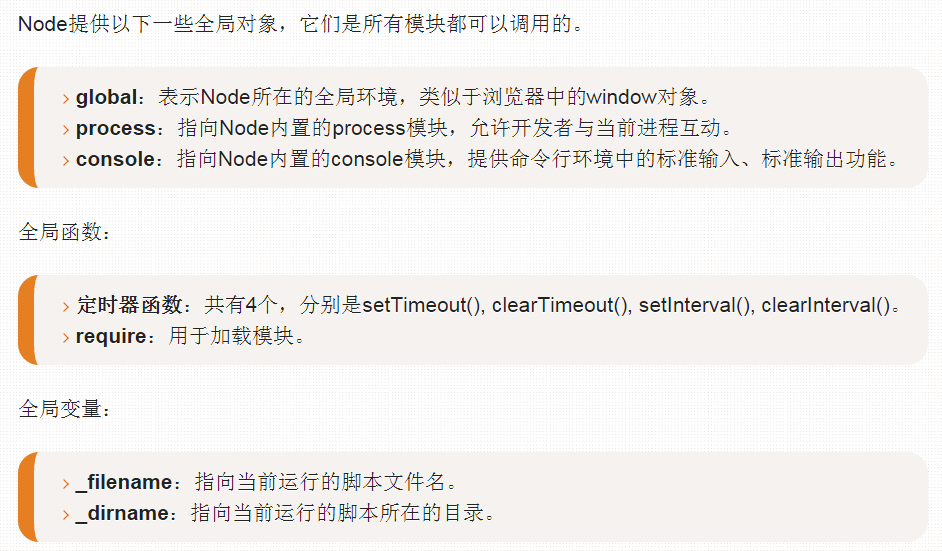 Node提供以下一些全局对象，它们是所有模块都可以调用的。
global：表示Node所在的全局环境，类似于浏览器中的window对象。
process：指向Node内置的process模块，允许开发者与当前进程互动。
console：指向Node内置的console模块，提供命令行环境中的标准输入、标准输出功能。
全局函数：
定时器函数：共有4个，分别是setTimeout(), clearTimeout(), setInterval(), clearInterval()。
require：用于加载模块。
全局变量：
_filename：指向当前运行的脚本文件名。
_dirname：指向当前运行的脚本所在的目录。